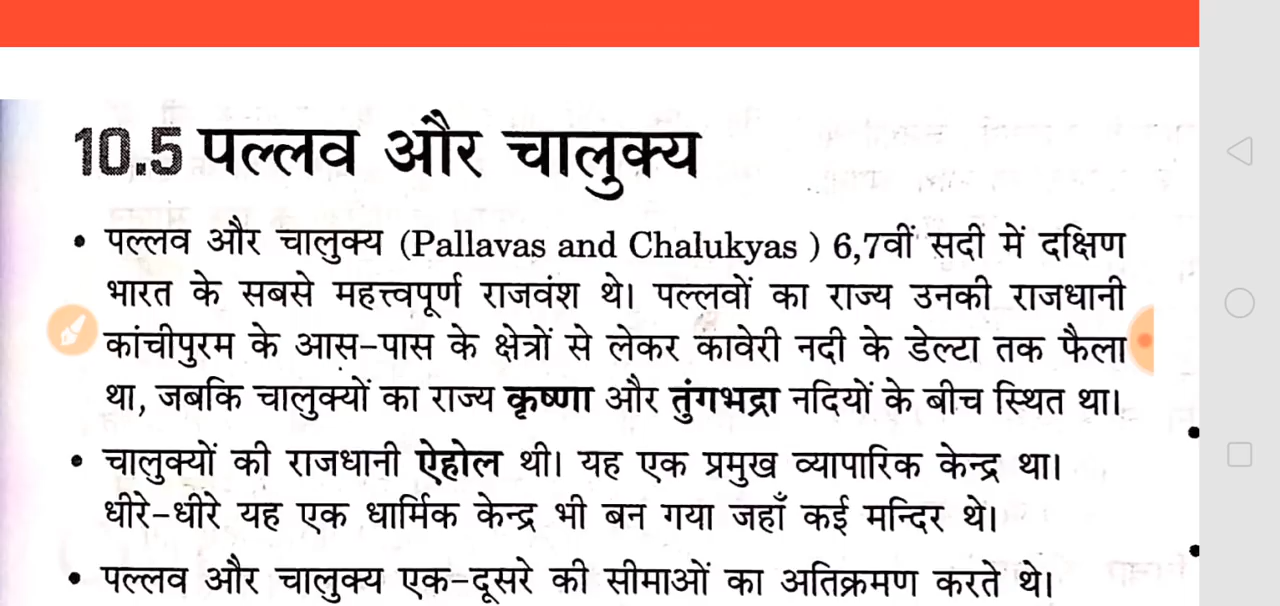 10.5 पल्लव और चालुक्य
• पल्लव और चालुक्य (Pallavas and Chalukyas ) 6,7वीं सदी में दक्षिण
भारत के सबसे महत्त्वपूर्ण राजवंश थे। पल्लवों का राज्य उनकी राजधानी
कांचीपुरम के आस-पास के क्षेत्रों से लेकर कावेरी नदी के डेल्टा तक फैला
था, जबकि चालुक्यों का राज्य कृष्णा और तुंगभद्रा नदियों के बीच स्थित था।
• चालुक्यों की राजधानी ऐहोल थी। यह एक प्रमुख व्यापारिक केन्द्र था।
धीरे-धीरे यह एक धार्मिक केन्द्र भी बन गया जहाँ कई मन्दिर थे।
• पल्लव और चालुक्य एक-दूसरे की सीमाओं का अतिक्रमण करते थे।